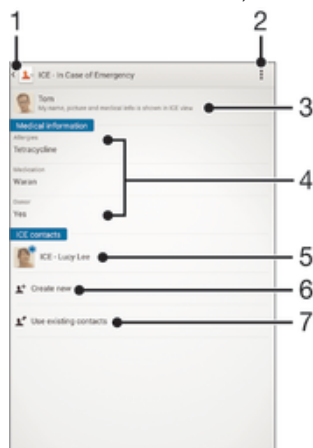 1
2
ICE - In Case of Emergency
Tom
My name, picture and medical info is shown in ICE view
3
Medical information
Allergies
Tetracycline
4
Medication
Waran
Donor
Yes
ICE contacts
ICE - Lucy Lee
5
Create new
6
Use existing contacts
7